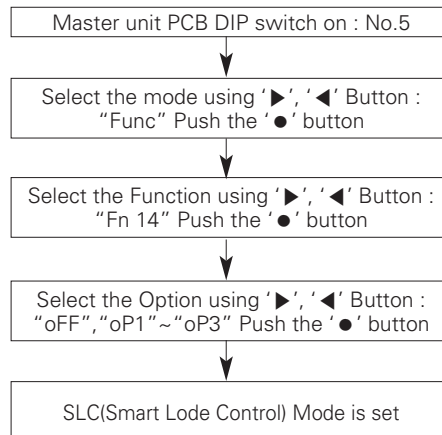 Master unit PCB DIP switch on : No.5
Select the mode using ‘▶’, ‘◀’ Button :
“Func” Push the ‘●’ button
Select the Function using ‘▶’, ‘◀’ Button :
“Fn 14” Push the ‘●’ button
Select the Option using ‘▶’, ‘◀’ Button :
“oFF”,“oP1”~“oP3” Push the ‘●’ button
SLC(Smart Lode Control) Mode is set